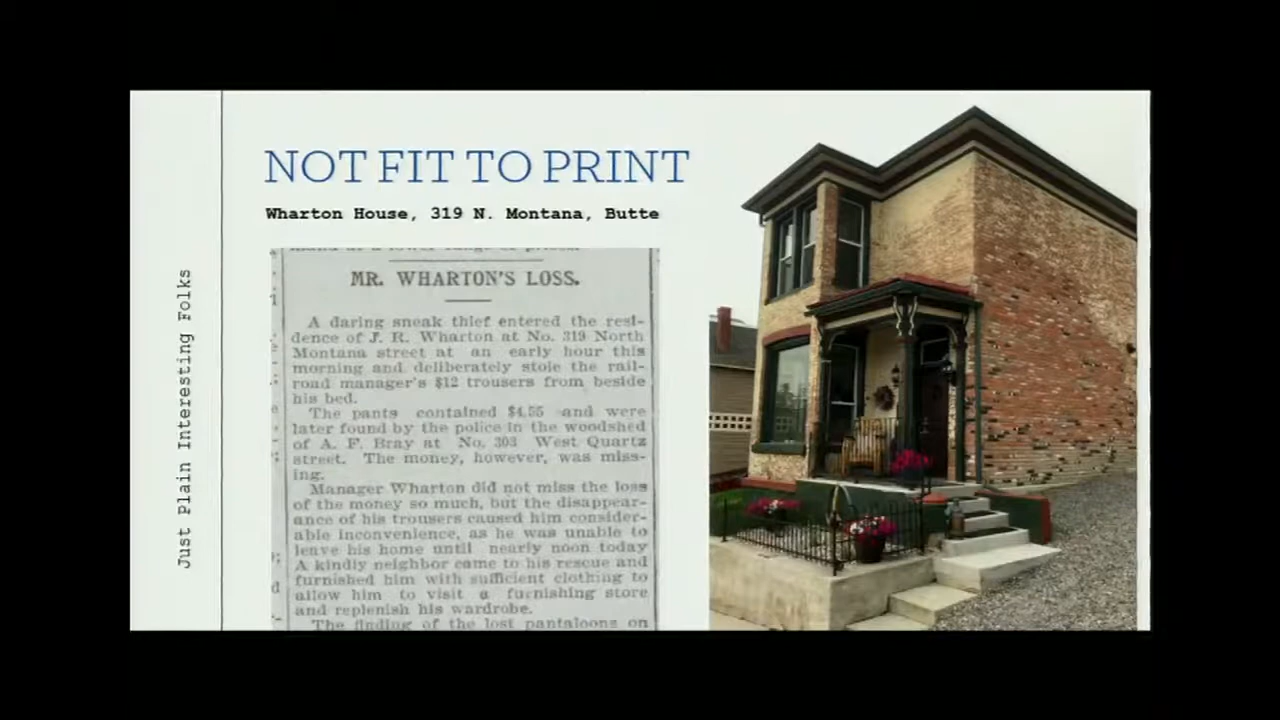 NOT FIT TO PRINT
Wharton House, 319 N. Montana, Butte
Just Plain Interesting Folks
MR. WHARTON'S LOSS.
A daring sneak thief entered the resi-
dence of J. R. Wharton at No. 319 North
Montana street at an early hour this
morning and deliberately stole the rail-
road manager's $12 trousers from beside
his bed.
The pants contained $4.55 and were
later found by the police in the woodshed
of A. F. Bray at No. 303 West Quartz
street. The money, however, was miss-
ing.
Manager Wharton did not miss the loss
of the money so much, but the disappear-
ance of his trousers caused him consider-
able inconvenience, as he was unable to
leave his home until nearly noon today
A kindly neighbor came to his rescue and
furnished him with sufficient clothing to
allow him to visit a furnishing store
and replenish his wardrobe.
The finding of the lost pantaloons on